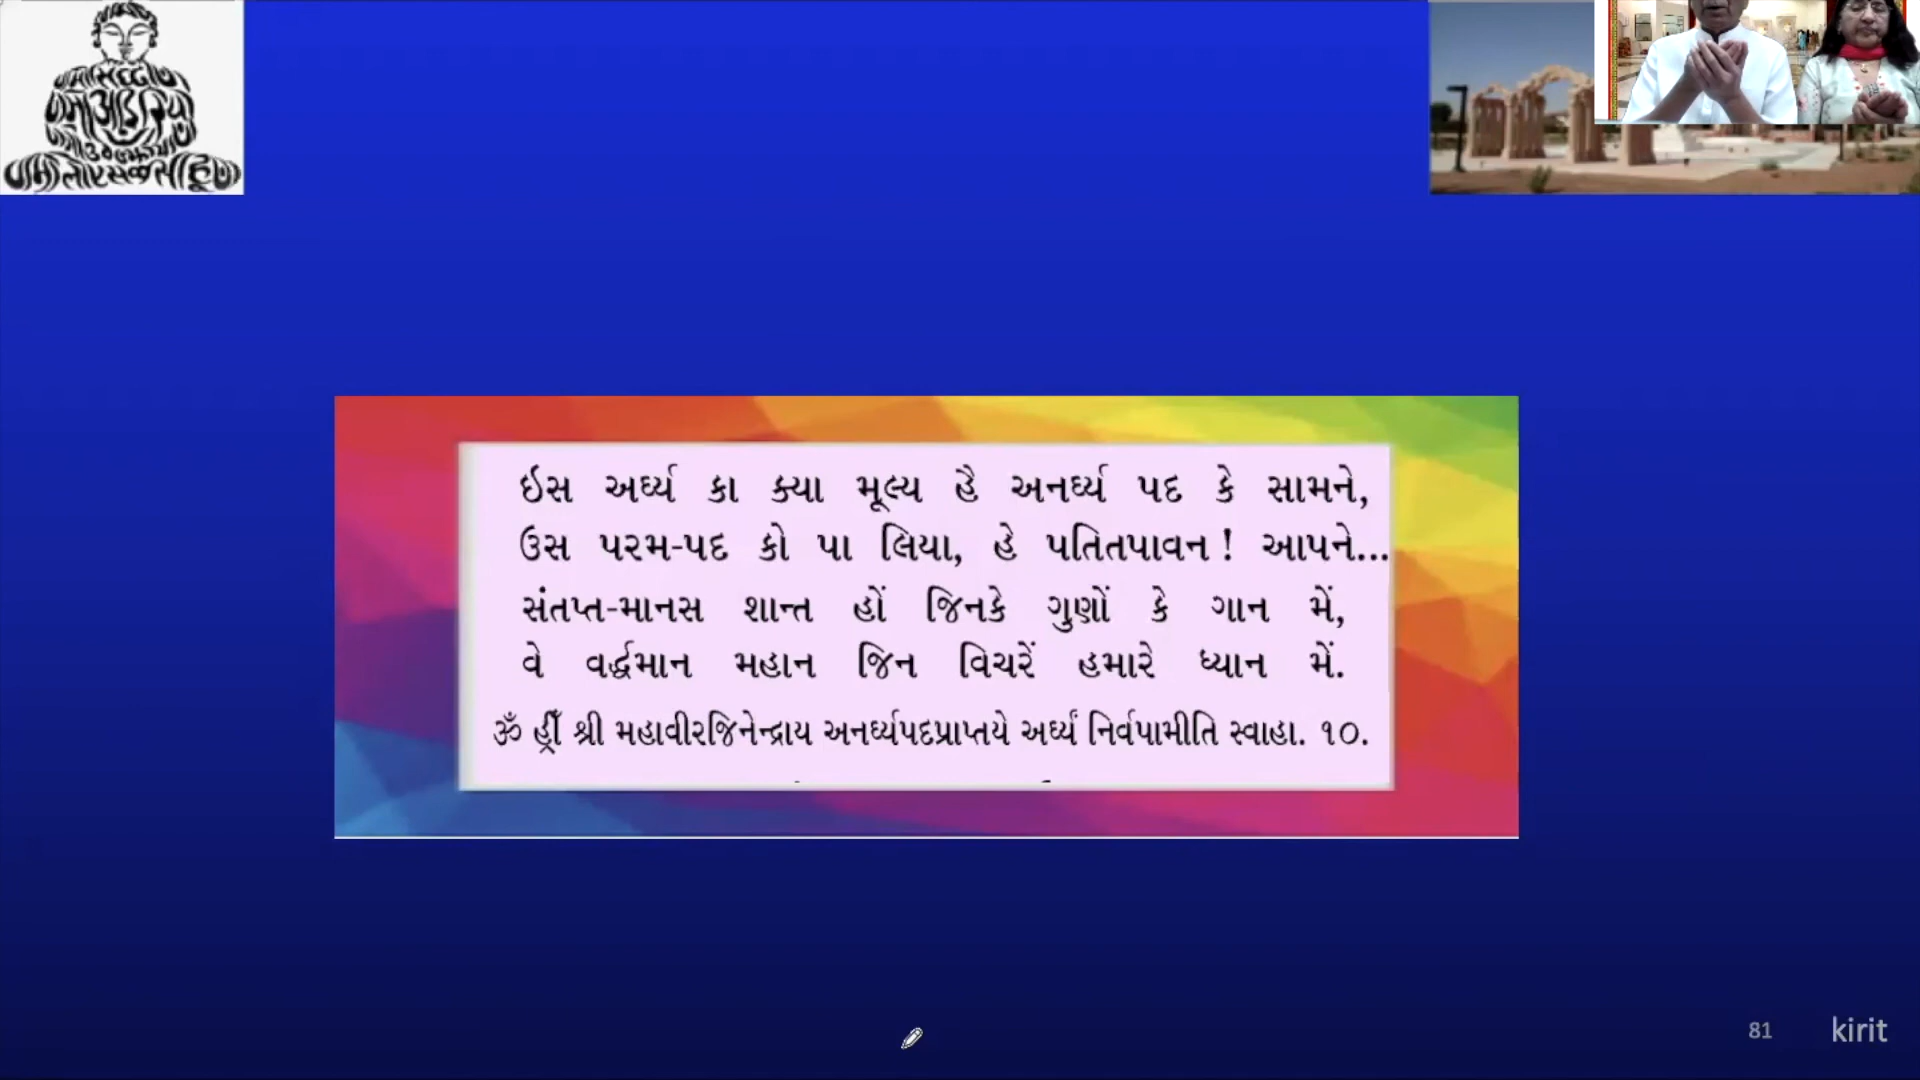 ઇસ અર્ઘ્ય કા ક્યા મૂલ્ય હૈ અનર્ઘ્ય પદ કે સામને,
ઉસ પરમ-પદ કો પા લિયા, હે પતિતપાવન ! આપને...
સંતપ્ત-માનસ શાન્ત હોં જિનકે ગુણોં કે ગાન મેં,
વે વર્દ્ધમાન મહાન જિન વિચરેં હમારે ધ્યાન મેં.
ૐ હ્રીઁ શ્રી મહાવીરજિનેન્દ્રાય અનર્ઘ્યપદપ્રાપ્તયે અર્ઘ્યં નિર્વપામીતિ સ્વાહા. ૧૦.
81 kirit